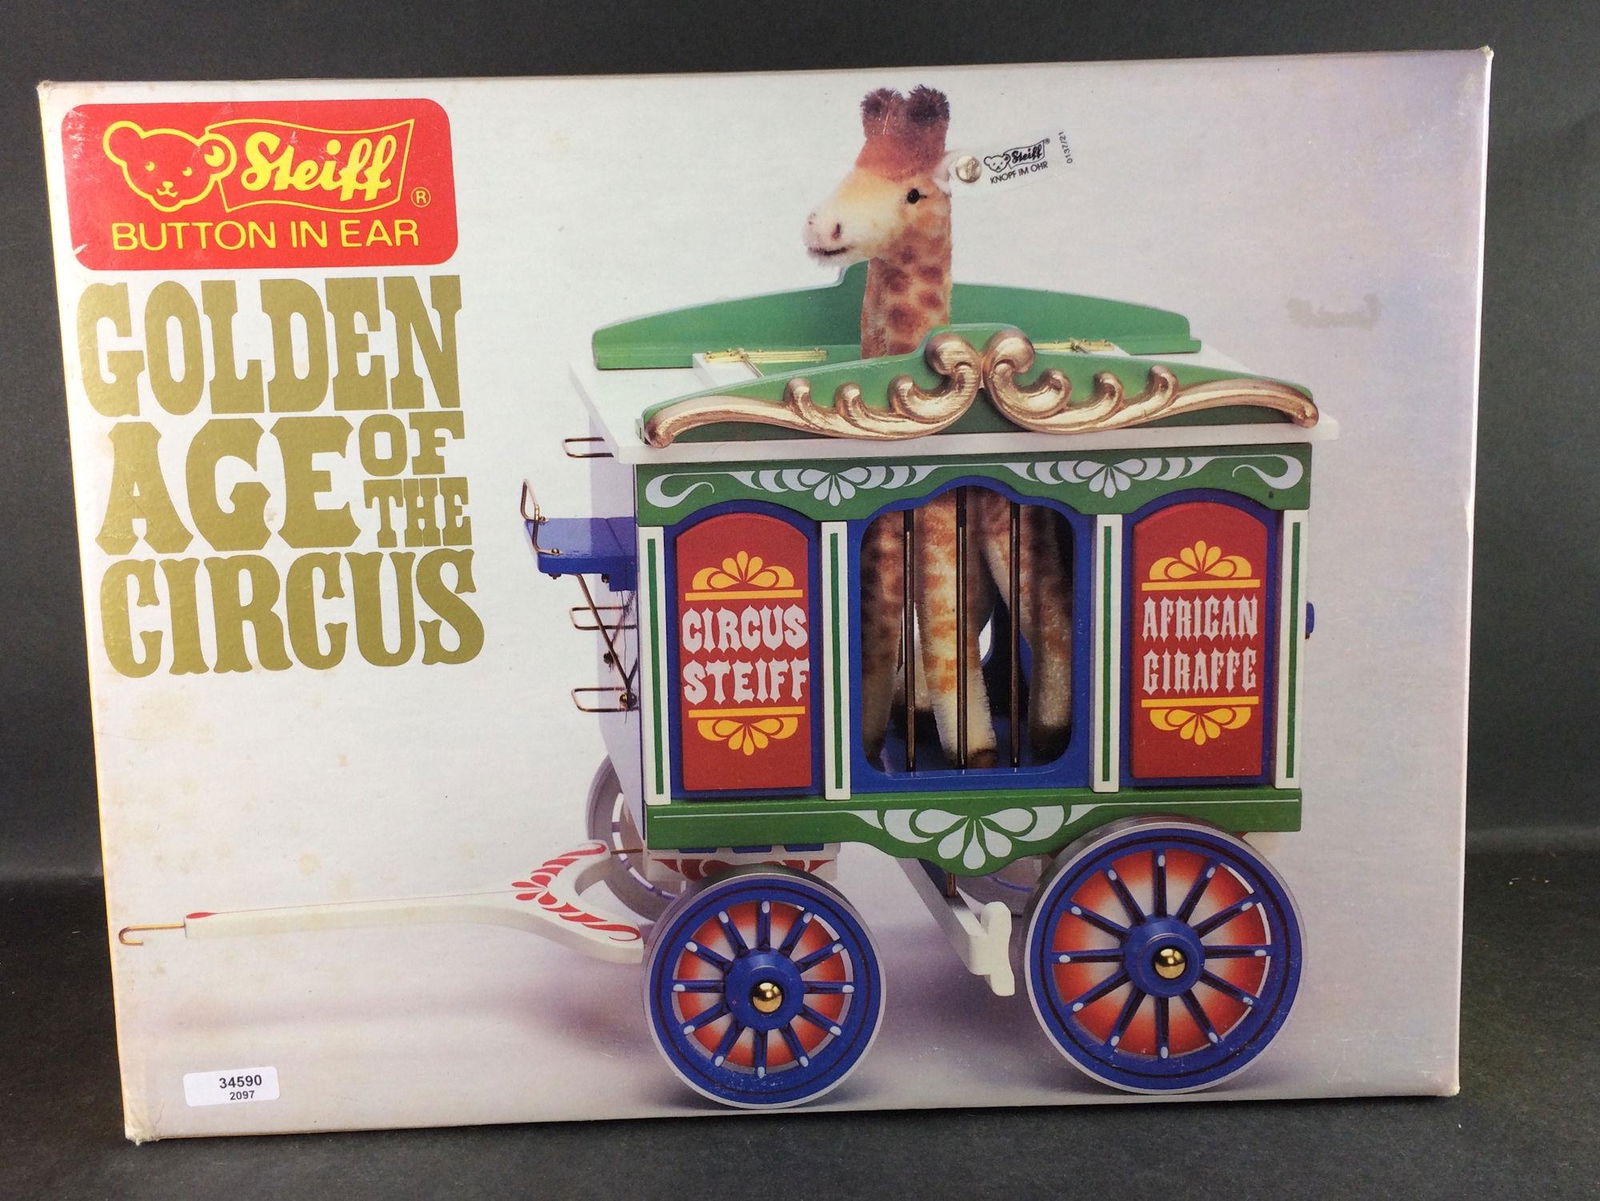 Steiff ®
BUTTON IN EAR
GOLDEN
AGE OF
THE
CIRCUS
Steiff ®
KNOPF IM OHR
0132/21
CIRCUS
STEIFF
AFRICAN
GIRAFFE
34590
2097